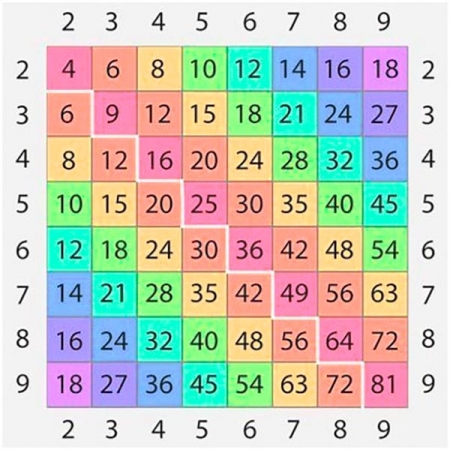 2 3 4 5 6 7 8 9
2 4 6 8 10 12 14 16 18 2
3 6 9 12 15 18 21 24 27 3
4 8 12 16 20 24 28 32 36 4
5 10 15 20 25 30 35 40 45 5
6 12 18 24 30 36 42 48 54 6
7 14 21 28 35 42 49 56 63 7
8 16 24 32 40 48 56 64 72 8
9 18 27 36 45 54 63 72 81 9
2 3 4 5 6 7 8 9